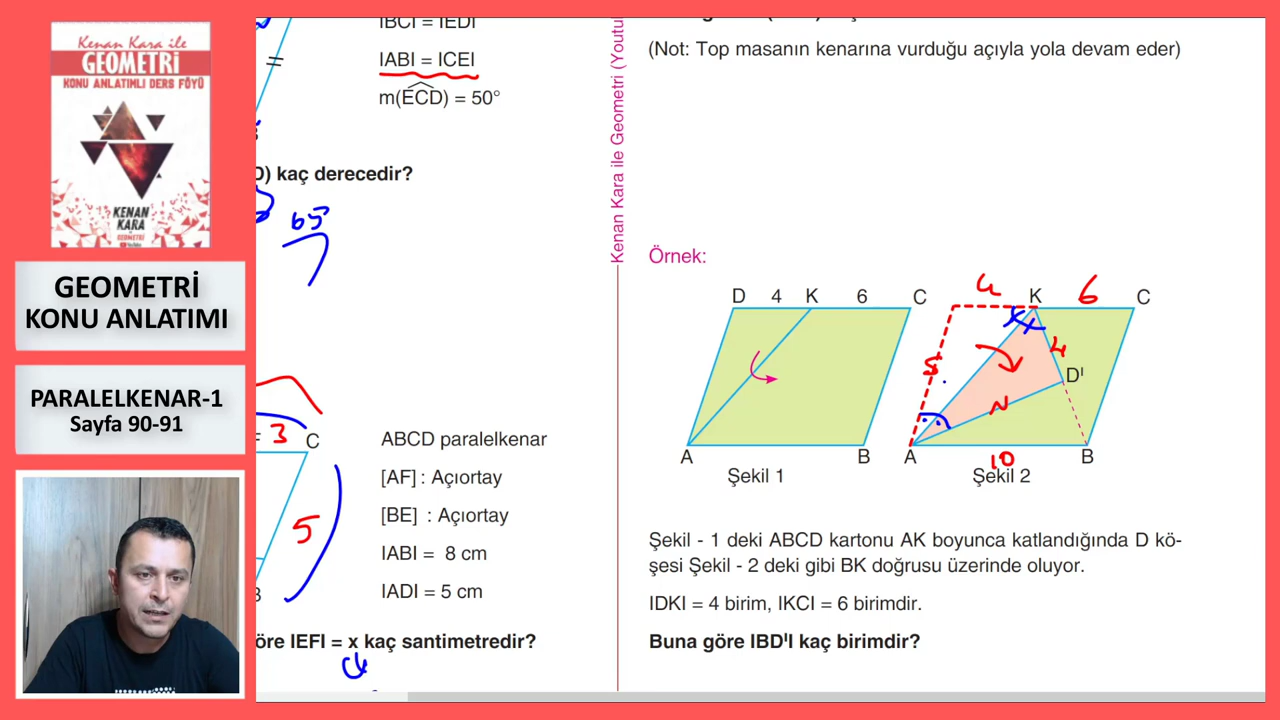 Kenan Kara ile
GEOMETRİ
KONU ANLATIMLI DERS FÖYÜ
KENAN
KARA
GEOMETRİ KONU ANLATIMI
PARALELKENAR-1
Sayfa 90-91
IBCI = IEDI
IABI = ICEI
m(ECD) = 50°
D) kaç derecedir?
65
3
C
5
B
ABCD paralelkenar
[AF] : Açıortay
[BE] : Açıortay
IABI = 8 cm
IADI = 5 cm
öre IEFI = x kaç santimetredir?
Kenan Kara ile Geometri (Youtu
(Not: Top masanın kenarına vurduğu açıyla yola devam eder)
Örnek:
D 4 K 6 C
A B
Şekil 1
4 K 6 C
4
D'
A 10 B
Şekil 2
Şekil - 1 deki ABCD kartonu AK boyunca katlandığında D kö-
şesi Şekil - 2 deki gibi BK doğrusu üzerinde oluyor.
IDKI = 4 birim, IKCI = 6 birimdir.
Buna göre IBD'I kaç birimdir?